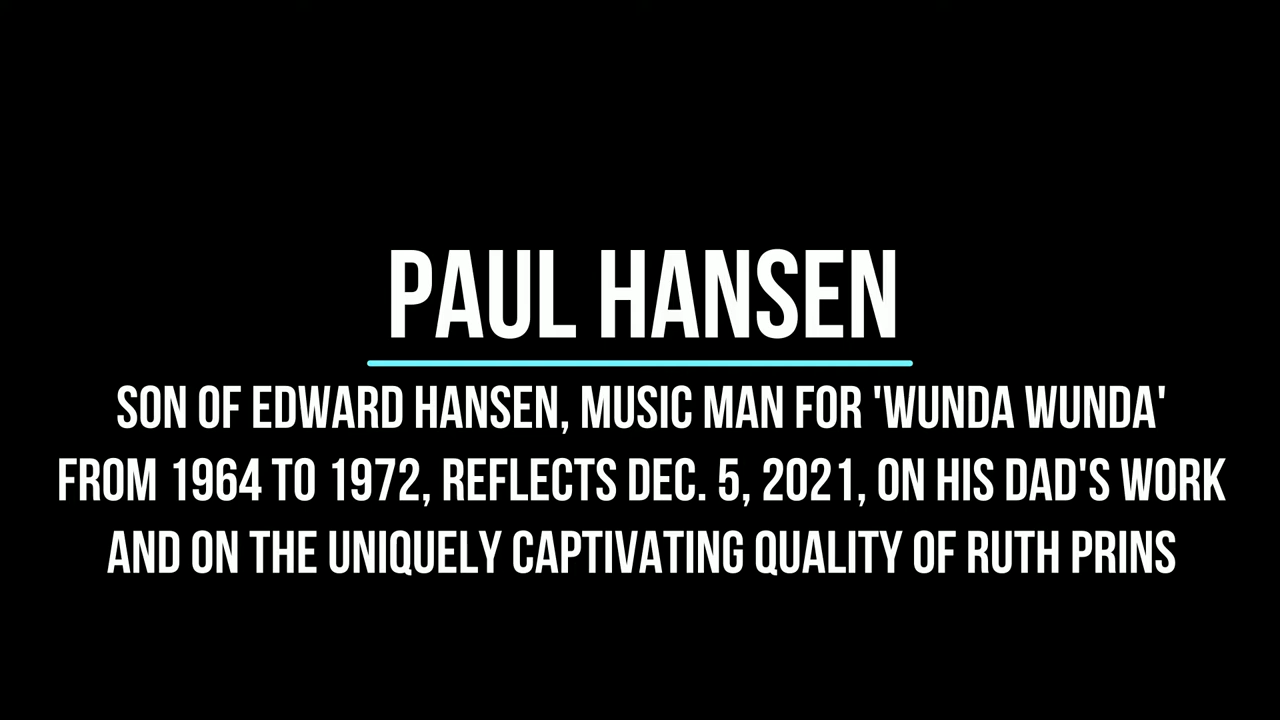 PAUL HANSEN
SON OF EDWARD HANSEN, MUSIC MAN FOR 'WUNDA WUNDA'
FROM 1964 TO 1972, REFLECTS DEC. 5, 2021, ON HIS DAD'S WORK
AND ON THE UNIQUELY CAPTIVATING QUALITY OF RUTH PRINS